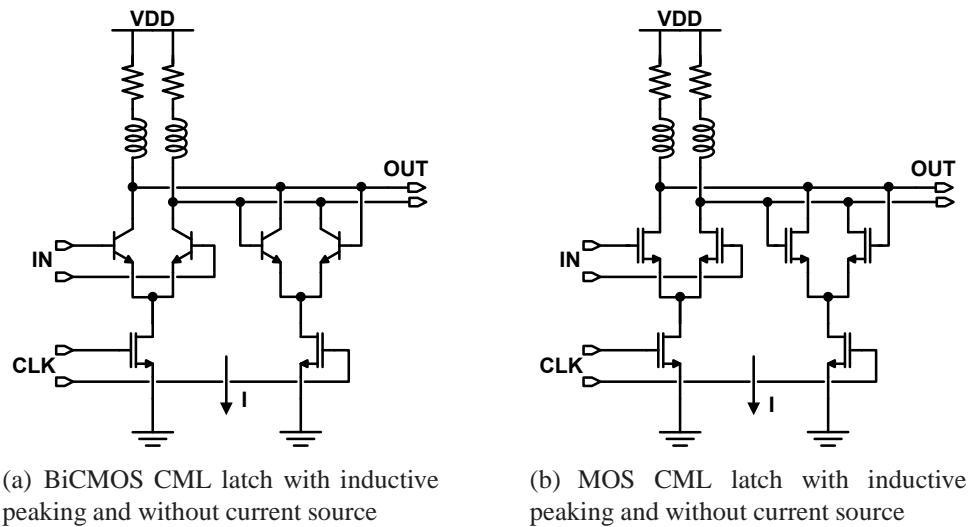 VDD
OUT
IN
CLK
I
(a) BiCMOS CML latch with inductive
peaking and without current source
VDD
OUT
IN
CLK
I
(b) MOS CML latch with inductive
peaking and without current source